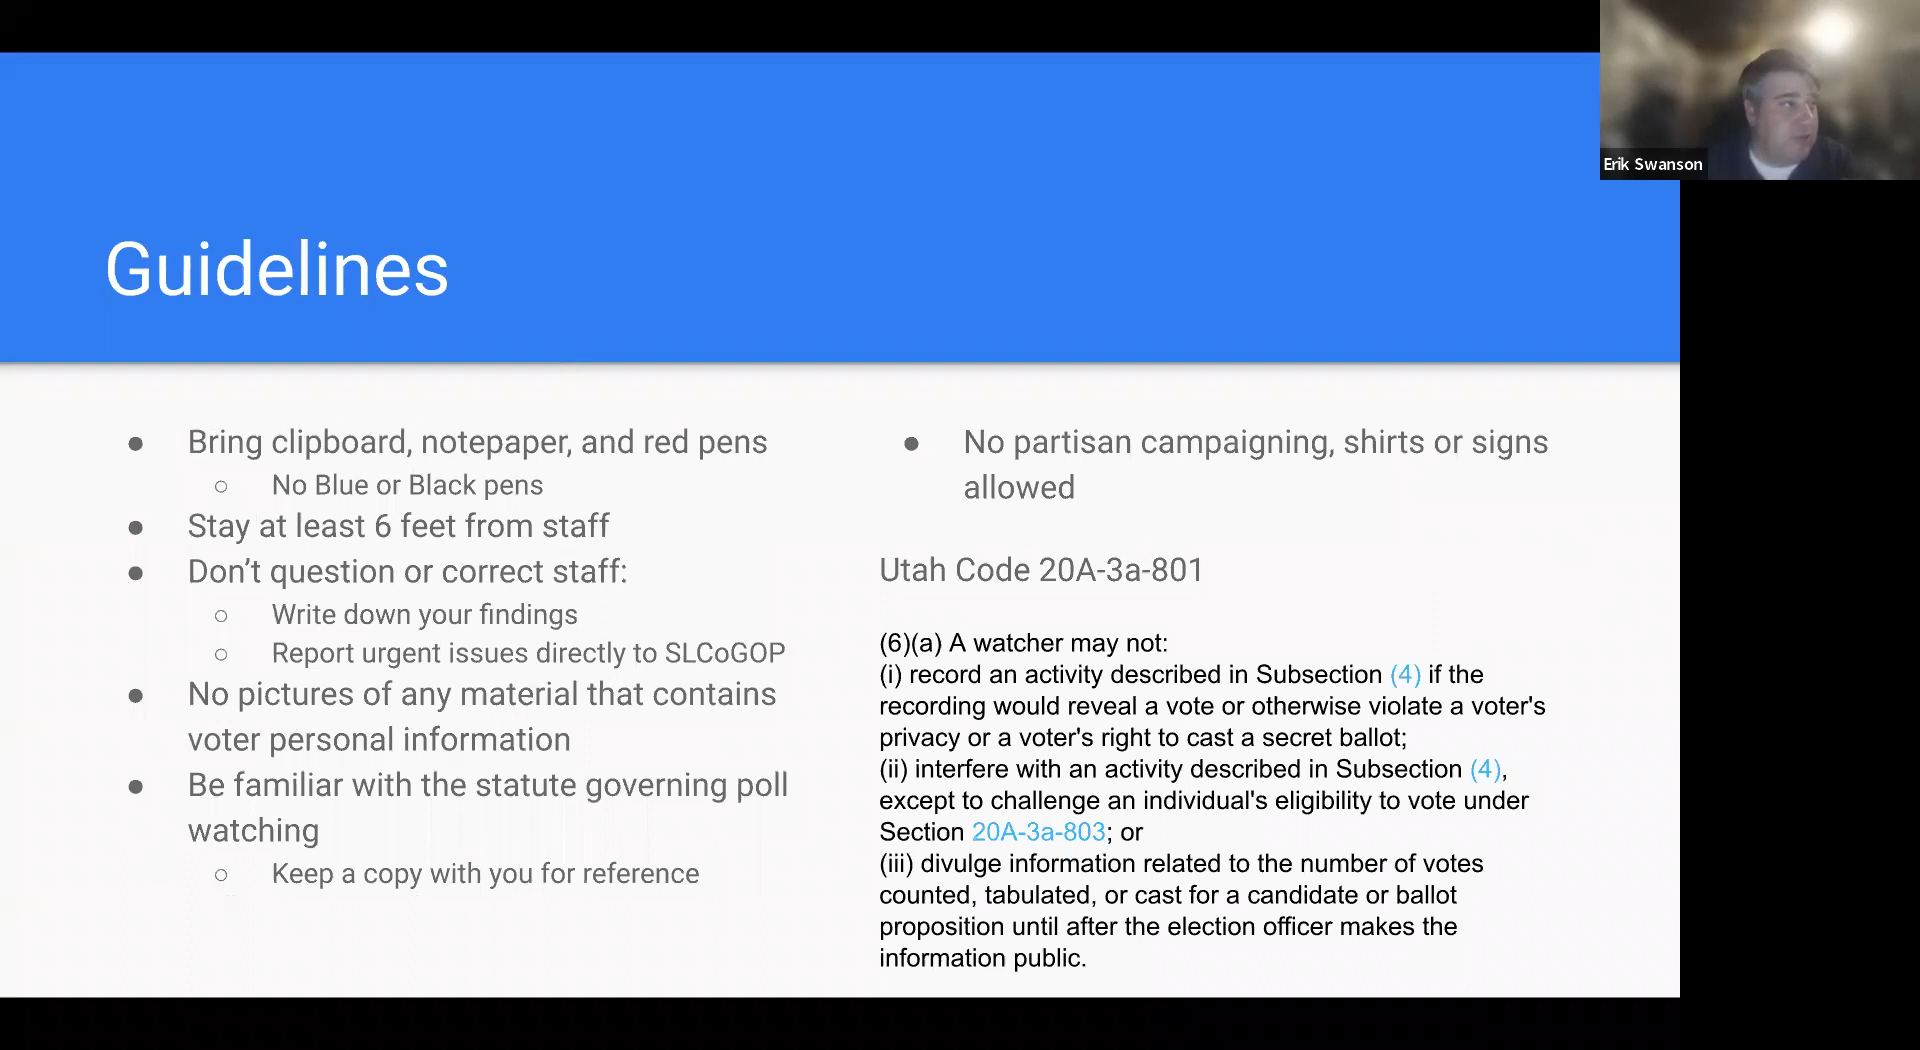 Erik Swanson
Guidelines
● Bring clipboard, notepaper, and red pens
○ No Blue or Black pens
● Stay at least 6 feet from staff
● Don’t question or correct staff:
○ Write down your findings
○ Report urgent issues directly to SLCoGOP
● No pictures of any material that contains
voter personal information
● Be familiar with the statute governing poll
watching
○ Keep a copy with you for reference
● No partisan campaigning, shirts or signs
allowed
Utah Code 20A-3a-801
(6)(a) A watcher may not:
(i) record an activity described in Subsection (4) if the
recording would reveal a vote or otherwise violate a voter's
privacy or a voter's right to cast a secret ballot;
(ii) interfere with an activity described in Subsection (4),
except to challenge an individual's eligibility to vote under
Section 20A-3a-803; or
(iii) divulge information related to the number of votes
counted, tabulated, or cast for a candidate or ballot
proposition until after the election officer makes the
information public.